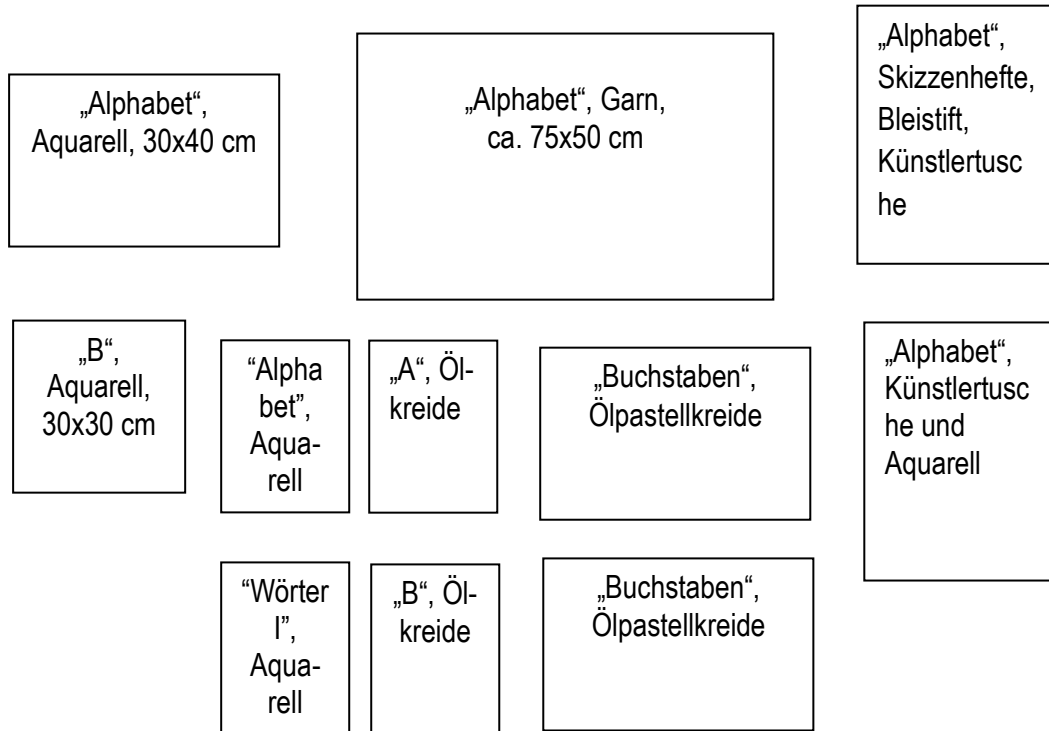 „Alphabet“,
Aquarell, 30x40 cm
„Alphabet“, Garn,
ca. 75x50 cm
„Alphabet“,
Skizzenhefte,
Bleistift,
Künstlertusc
he
„B“,
Aquarell,
30x30 cm
“Alpha
bet”,
Aqua-
rell
„A“, Öl-
kreide
„Buchstaben“,
Ölpastellkreide
„Alphabet“,
Künstlertusc
he und
Aquarell
“Wörter
I”,
Aqua-
rell
„B“, Öl-
kreide
„Buchstaben“,
Ölpastellkreide